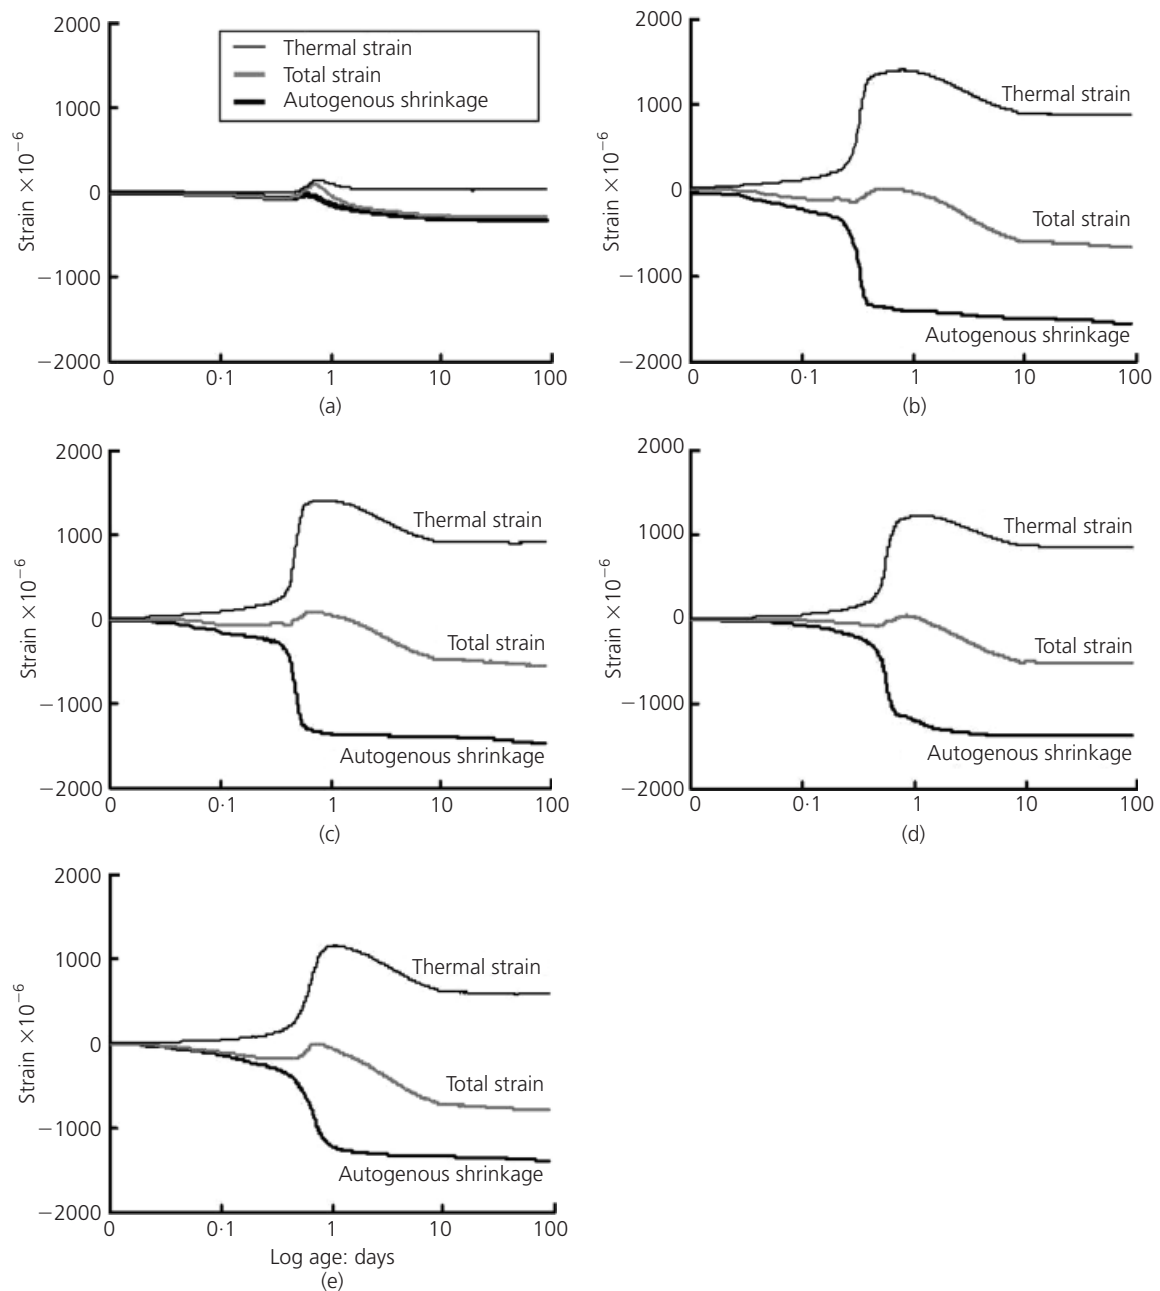 2000
1000
0
−1000
−2000
Strain ×10−6
Thermal strain
Total strain
Autogenous shrinkage
0
0·1
1
10
100
(a)
2000
1000
0
−1000
−2000
Strain ×10−6
Thermal strain
Total strain
Autogenous shrinkage
0
0·1
1
10
100
(b)
2000
1000
0
−1000
−2000
Strain ×10−6
Thermal strain
Total strain
Autogenous shrinkage
0
0·1
1
10
100
(c)
2000
1000
0
−1000
−2000
Strain ×10−6
Thermal strain
Total strain
Autogenous shrinkage
0
0·1
1
10
100
(d)
2000
1000
0
−1000
−2000
Strain ×10−6
Thermal strain
Total strain
Autogenous shrinkage
0
0·1
1
10
100
Log age: days
(e)